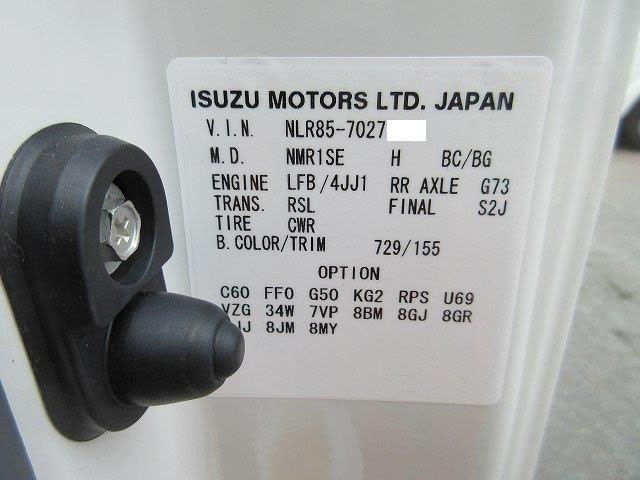 ISUZU MOTORS LTD. JAPAN
V.I.N. NLR85-7027
M.D. NMR1SE H BC/BG
ENGINE LFB/4JJ1 RR AXLE G73
TRANS. RSL FINAL S2J
TIRE CWR
B.COLOR/TRIM 729/155
OPTION
C60 FF0 G50 KG2 RPS U69
VZG 34W 7VP 8BM 8GJ 8GR
8JM 8MY